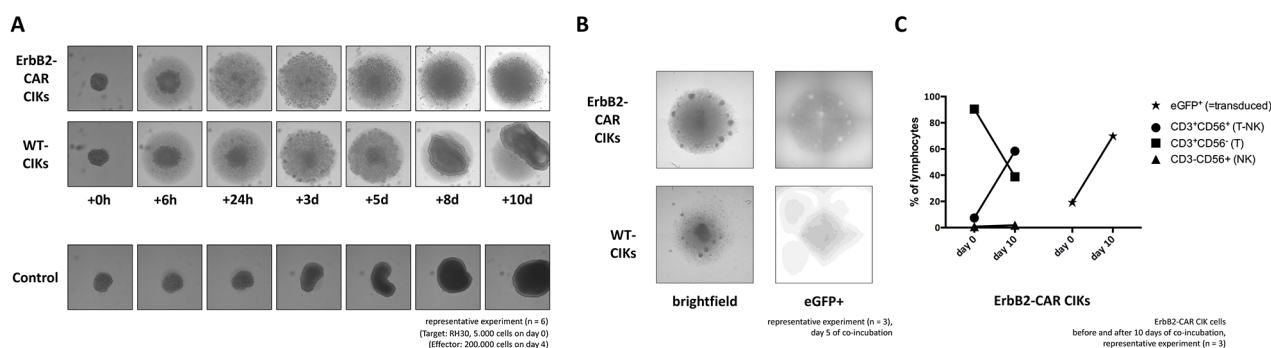 A
ErbB2-
CAR
CIKs
WT-
CIKs
+0h +6h +24h +3d +5d +8d +10d
Control
representative experiment (n = 6)
(Target: RH30, 5.000 cells on day 0)
(Effector: 200.000 cells on day 4)
B
ErbB2-
CAR
CIKs
WT-
CIKs
brightfield eGFP+
representative experiment (n = 3),
day 5 of co-incubation
C
% of lymphocytes
100
80
60
40
20
0
day 0 day 10 day 0 day 10
eGFP⁺ (=transduced)
CD3⁺CD56⁺ (T-NK)
CD3⁺CD56⁻ (T)
CD3-CD56+ (NK)
ErbB2-CAR CIKs
ErbB2-CAR CIK cells
before and after 10 days of co-incubation,
representative experiment (n = 3)